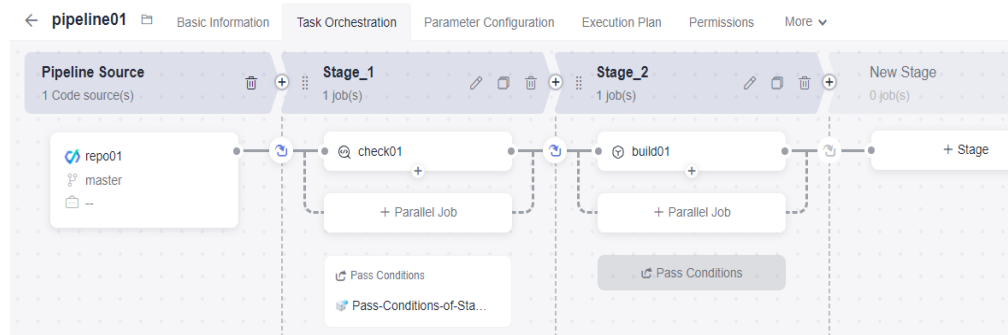 pipeline01 Basic Information Task Orchestration Parameter Configuration Execution Plan Permissions More
Pipeline Source Stage_1 Stage_2 New Stage
1 Code source(s) 1 job(s) 1 job(s) 0 job(s)
repo01 check01 build01 + Stage
master
--
+ Parallel Job + Parallel Job
Pass Conditions Pass Conditions
Pass-Conditions-of-Sta...